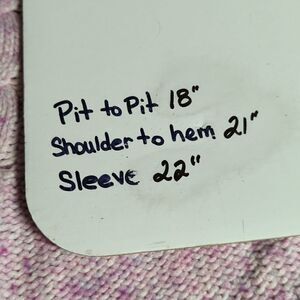 Pit to Pit 18"
Shoulder to hem 21"
Sleeve 22"